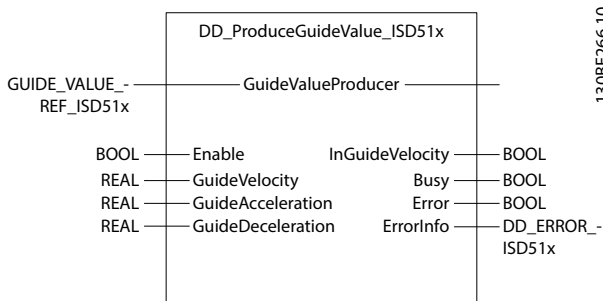 DD_ProduceGuideValue_ISD51x
GUIDE_VALUE_-
REF_ISD51x
GuideValueProducer
BOOL Enable InGuideVelocity BOOL
REAL GuideVelocity Busy BOOL
REAL GuideAcceleration Error BOOL
REAL GuideDeceleration ErrorInfo DD_ERROR_-
ISD51x
130BF266.10